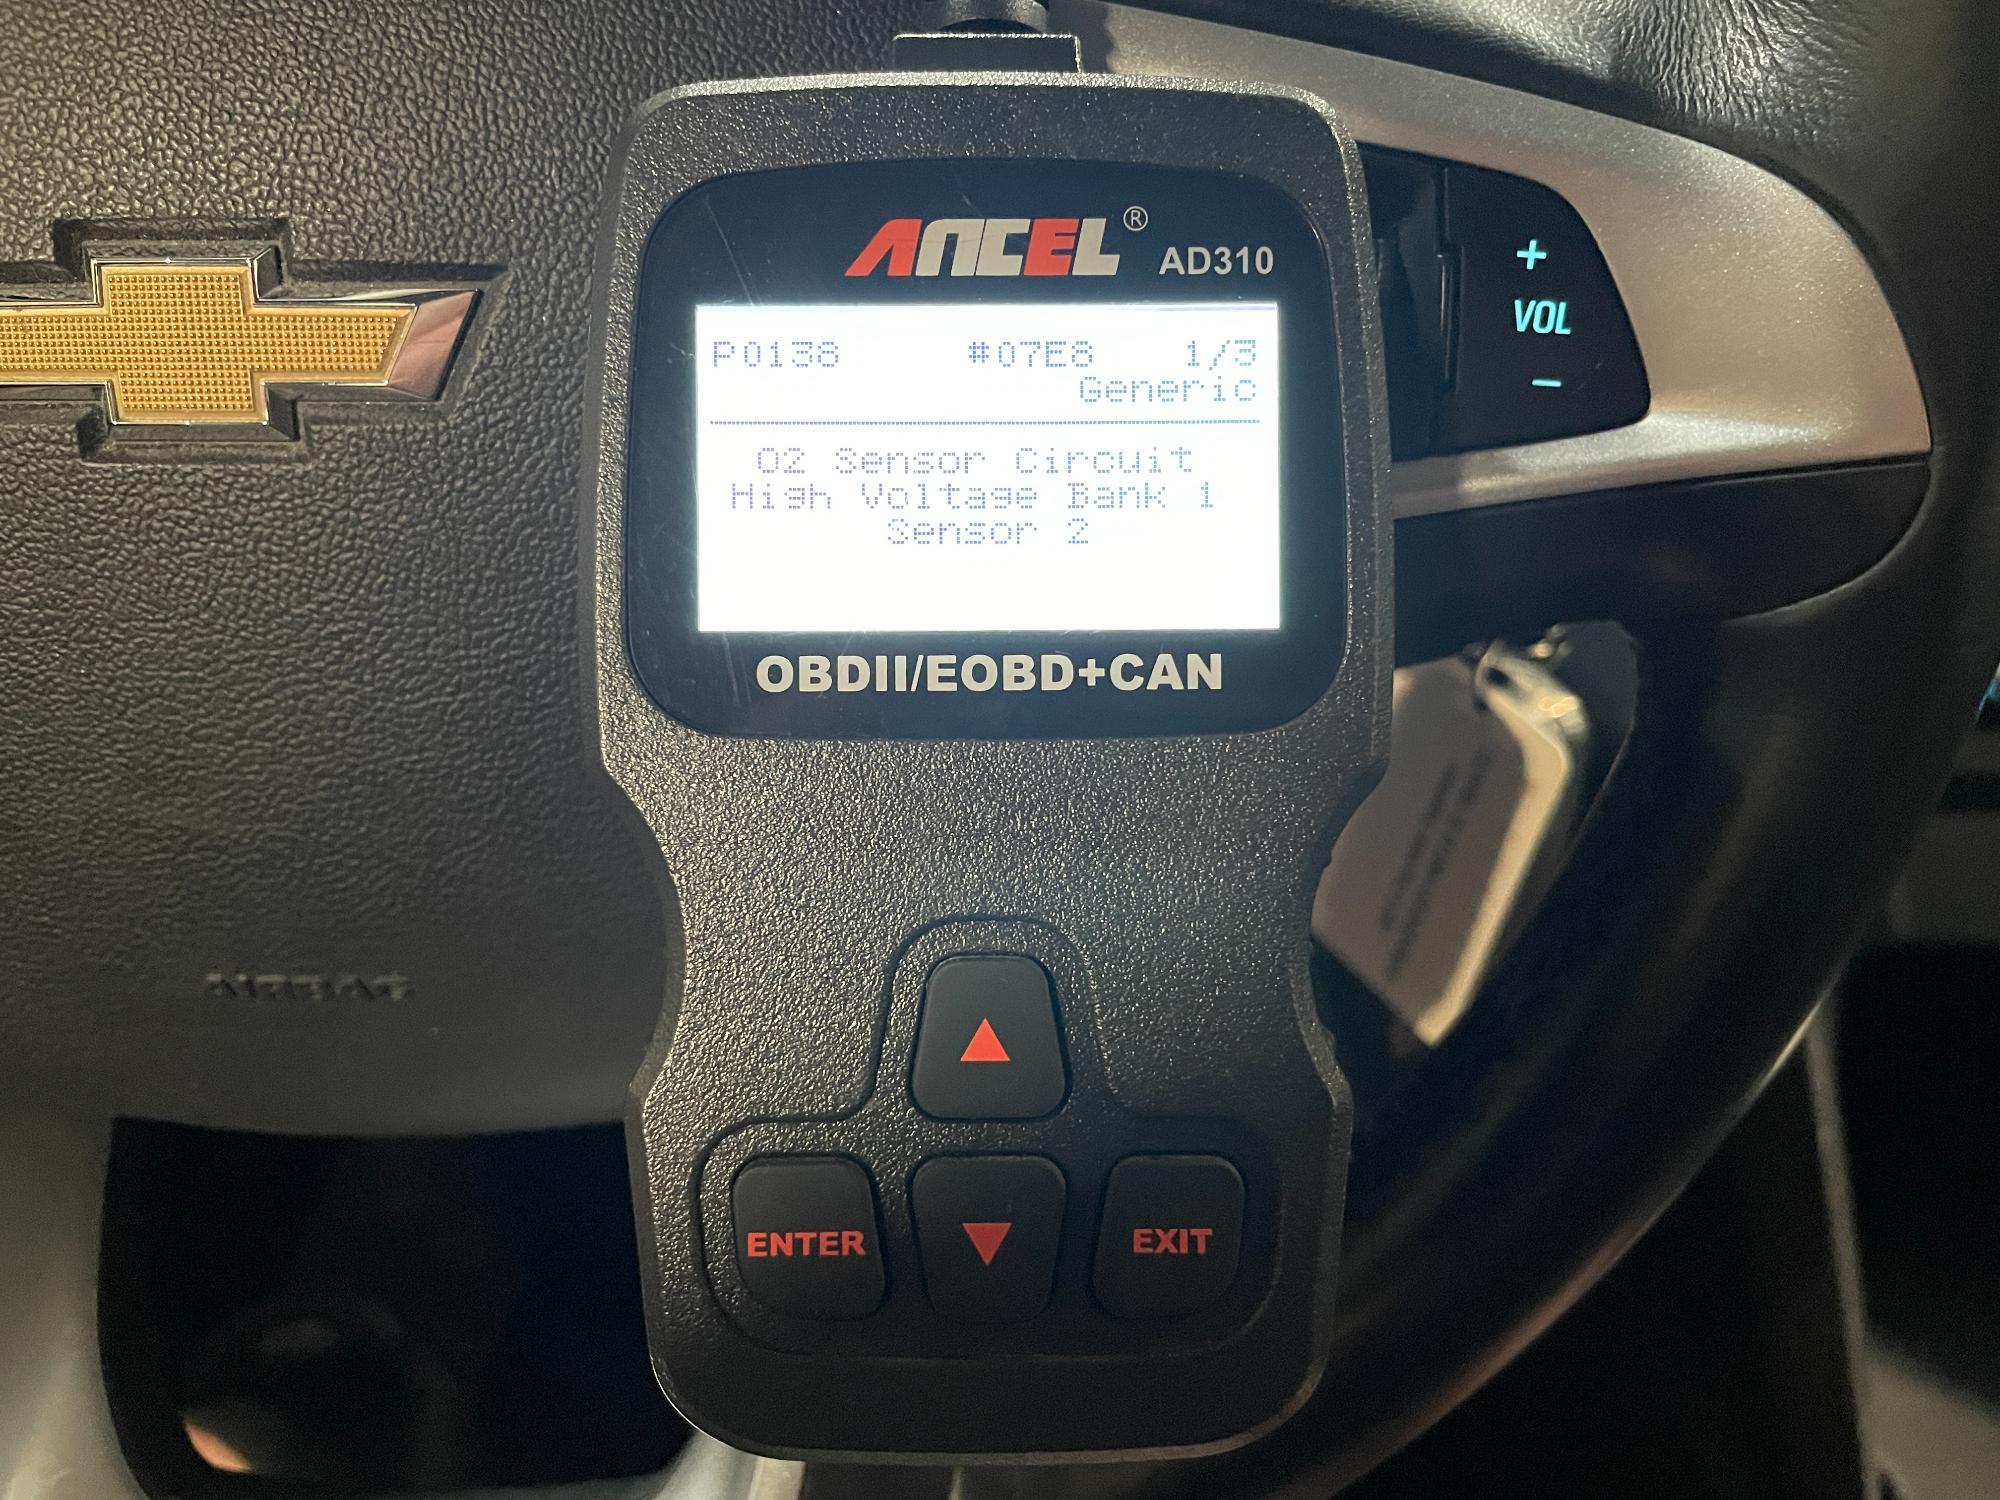 ANCEL® AD310
P0138 #07E8 1/3
Generic
O2 Sensor Circuit
High Voltage Bank 1
Sensor 2
OBDII/EOBD+CAN
+
VOL
-
AIRBAG
ENTER
EXIT